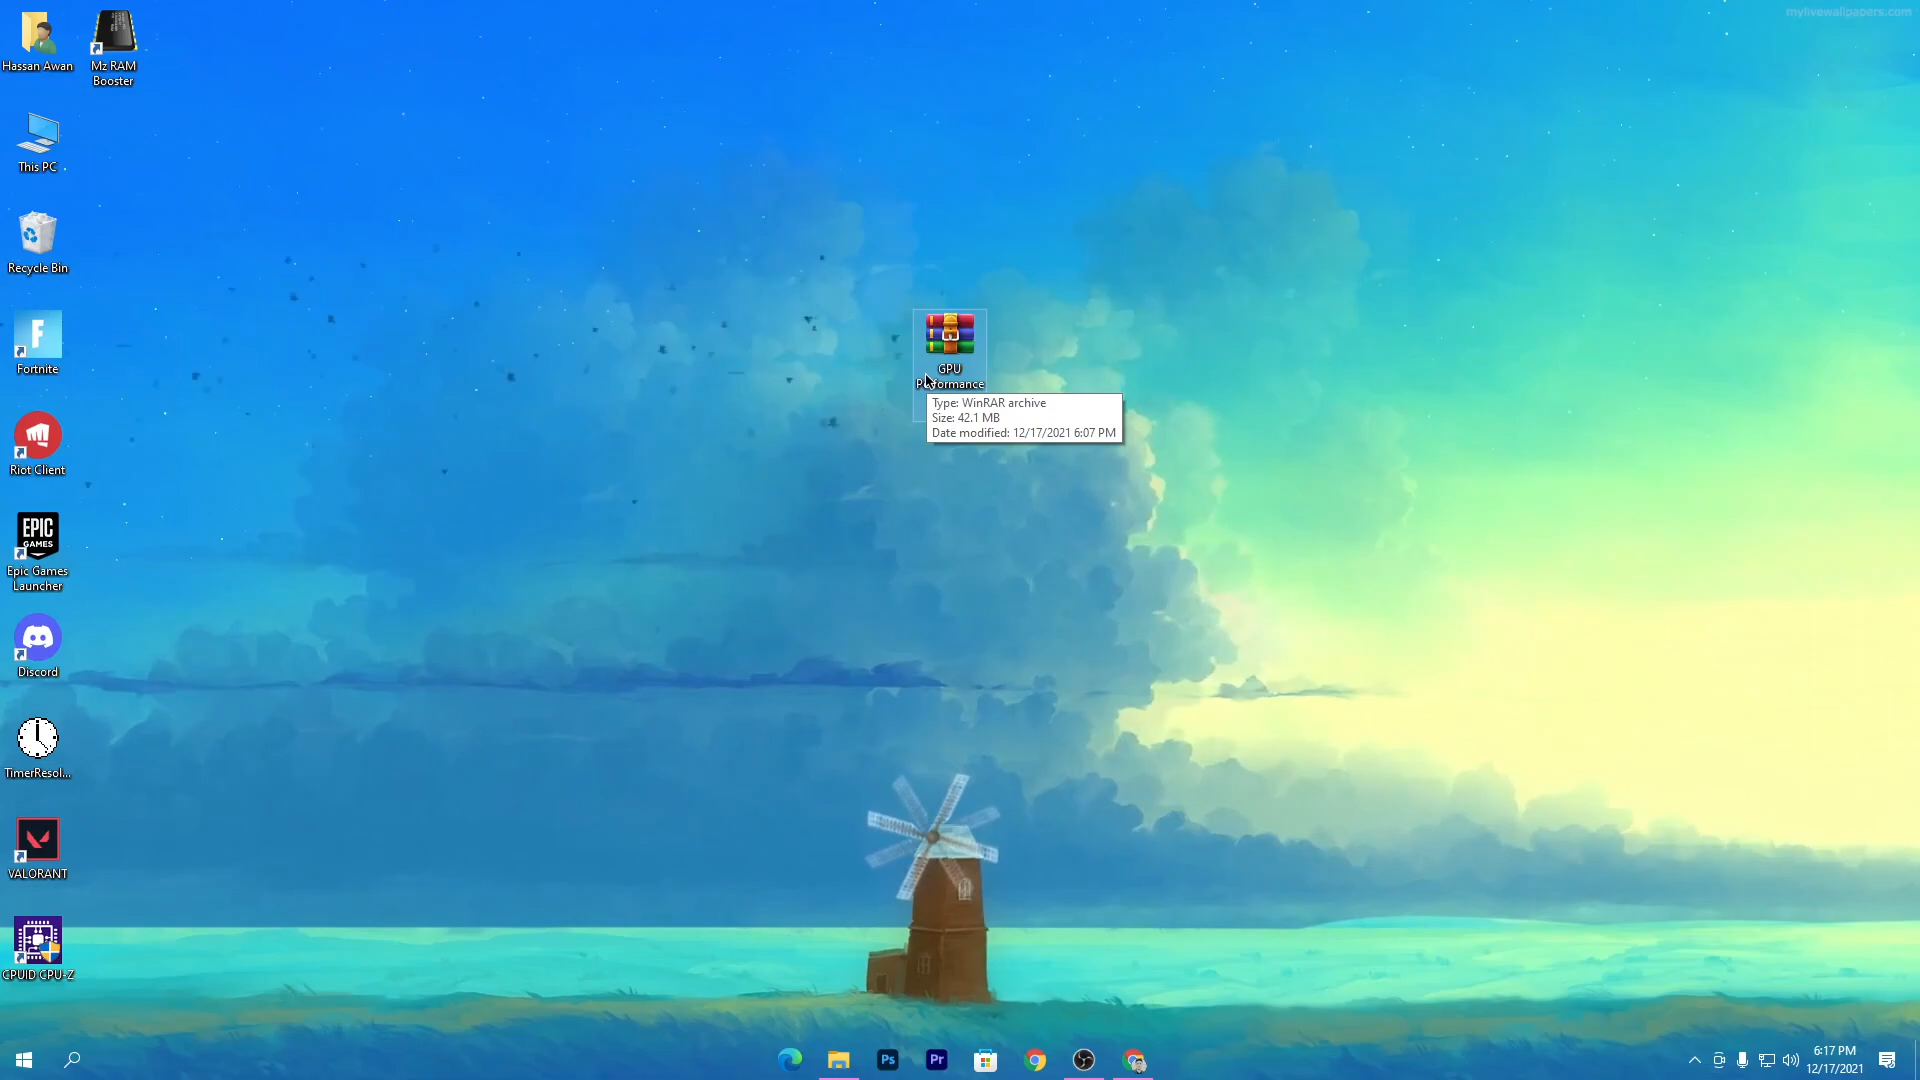 mylivewallpapers.com
Hassan Awan
Mz RAM
Booster
This PC
Recycle Bin
F
Fortnite
Riot Client
EPIC
GAMES
Epic Games
Launcher
Discord
TimerResol...
VALORANT
CPUID CPU-Z
GPU
Performance
Type: WinRAR archive
Size: 42.1 MB
Date modified: 12/17/2021 6:07 PM
Ps
Pr
6:17 PM
12/17/2021